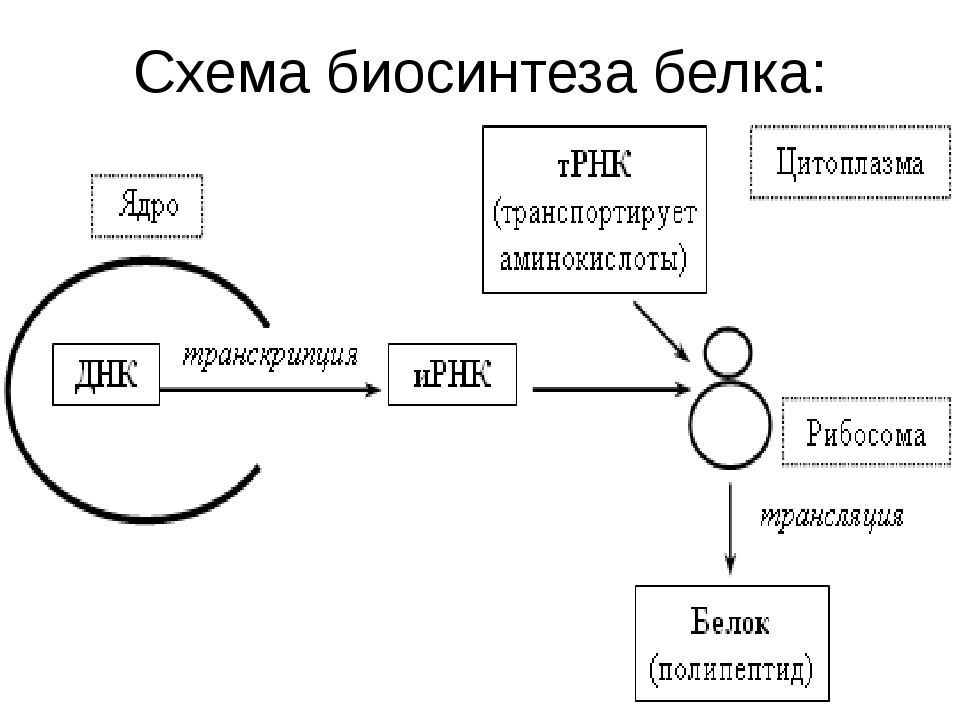 Схема биосинтеза белка:
тРНК
(транспортирует
аминокислоты)
Цитоплазма
Ядро
ДНК
транскрипция
иРНК
Рибосома
трансляция
Белок
(полипептид)